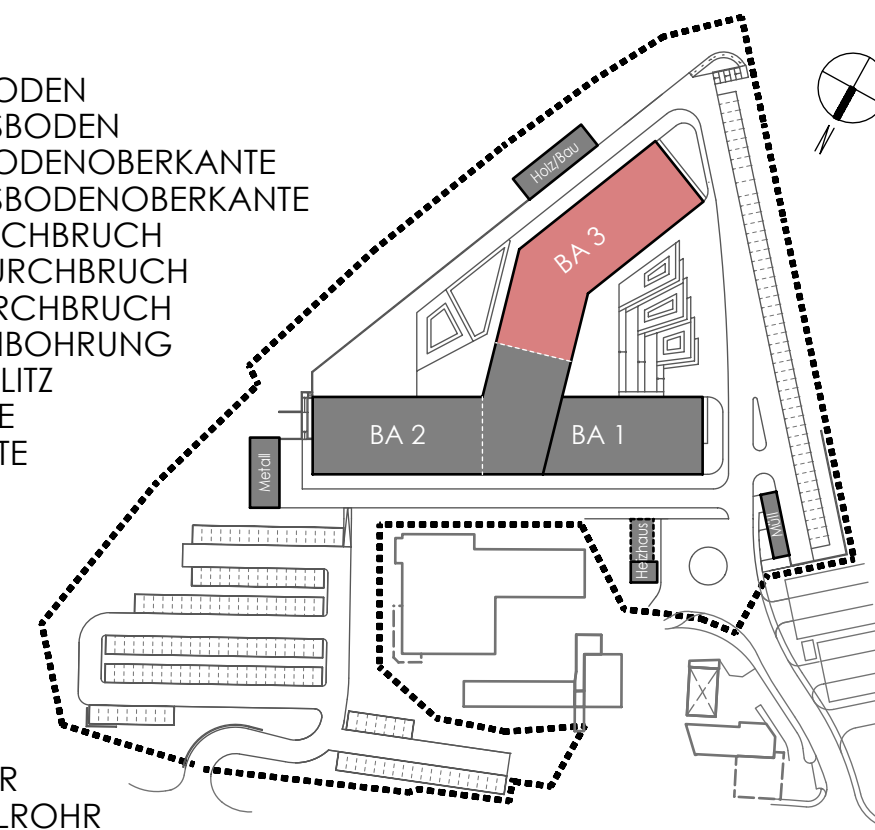 ODEN
SBODEN
ODENOBERKANTE
SBODENOBERKANTE
CHBRUCH
URCHBRUCH
RCHBRUCH
NBOHRUNG
LITZ
E
TE
R
LROHR
N
Holz/Bau
BA 3
BA 2
BA 1
Metall
Heizhaus
Müll